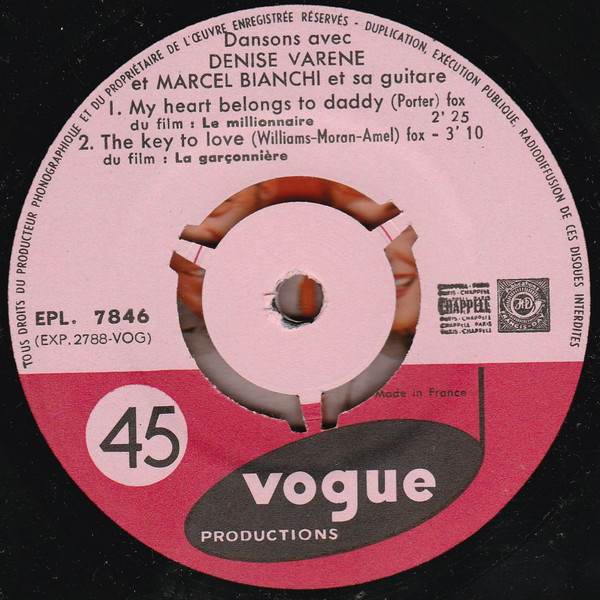 TOUS DROITS DU PRODUCTEUR PHONOGRAPHIQUE ET DU PROPRIÉTAIRE DE L'ŒUVRE ENREGISTRÉE RÉSERVÉS - DUPLICATION, EXÉCUTION PUBLIQUE, RADIODIFFUSION DE CES DISQUES INTERDITES
Dansons avec
DENISE VARENE
et MARCEL BIANCHI et sa guitare
1. My heart belongs to daddy (Porter) fox
du film : Le millionnaire 2' 25
2. The key to love (Williams-Moran-Amel) fox - 3' 10
du film : La garçonnière
EPL. 7846
(EXP. 2788-VOG)
CHAPPELL
CHAPPELL PARIS
Made in France
45
vogue
PRODUCTIONS